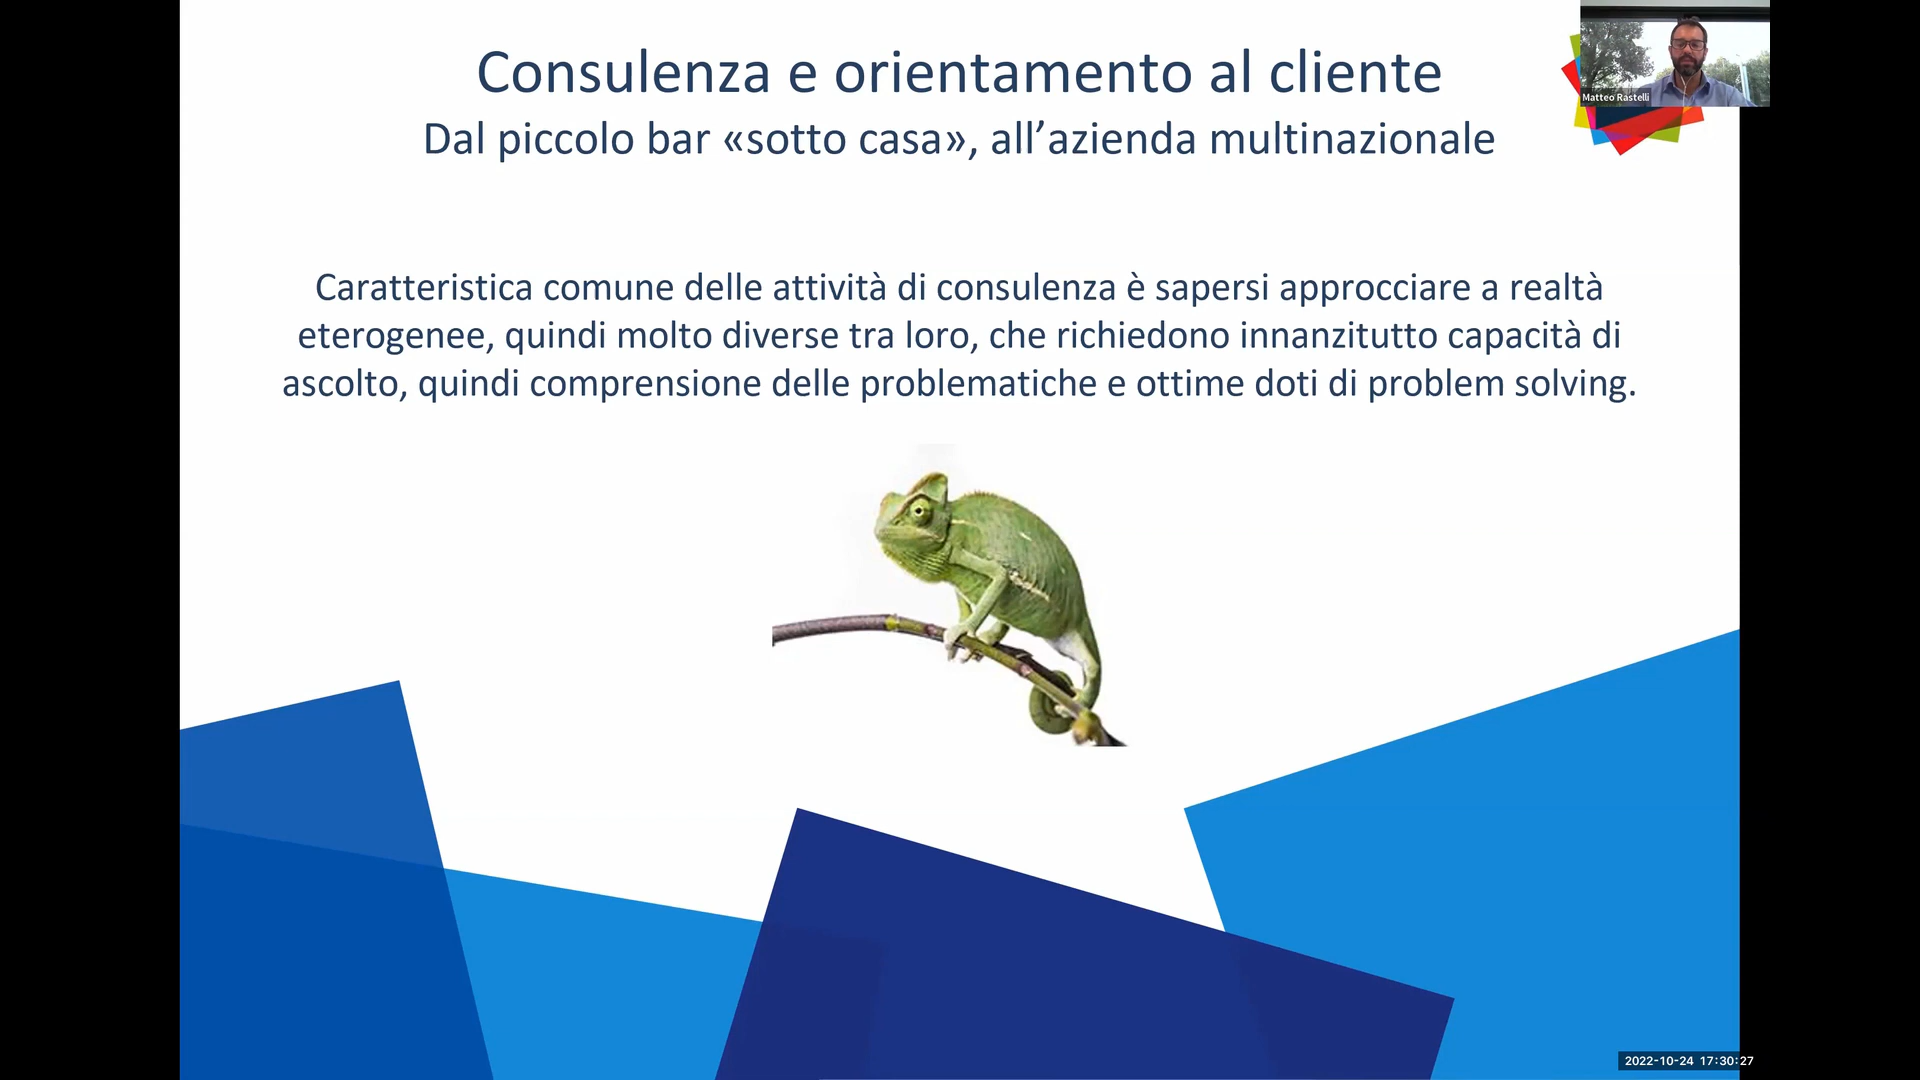 Consulenza e orientamento al cliente
Dal piccolo bar «sotto casa», all’azienda multinazionale
Matteo Rastelli
Caratteristica comune delle attività di consulenza è sapersi approcciare a realtà
eterogenee, quindi molto diverse tra loro, che richiedono innanzitutto capacità di
ascolto, quindi comprensione delle problematiche e ottime doti di problem solving.
2022-10-24 17:30:27